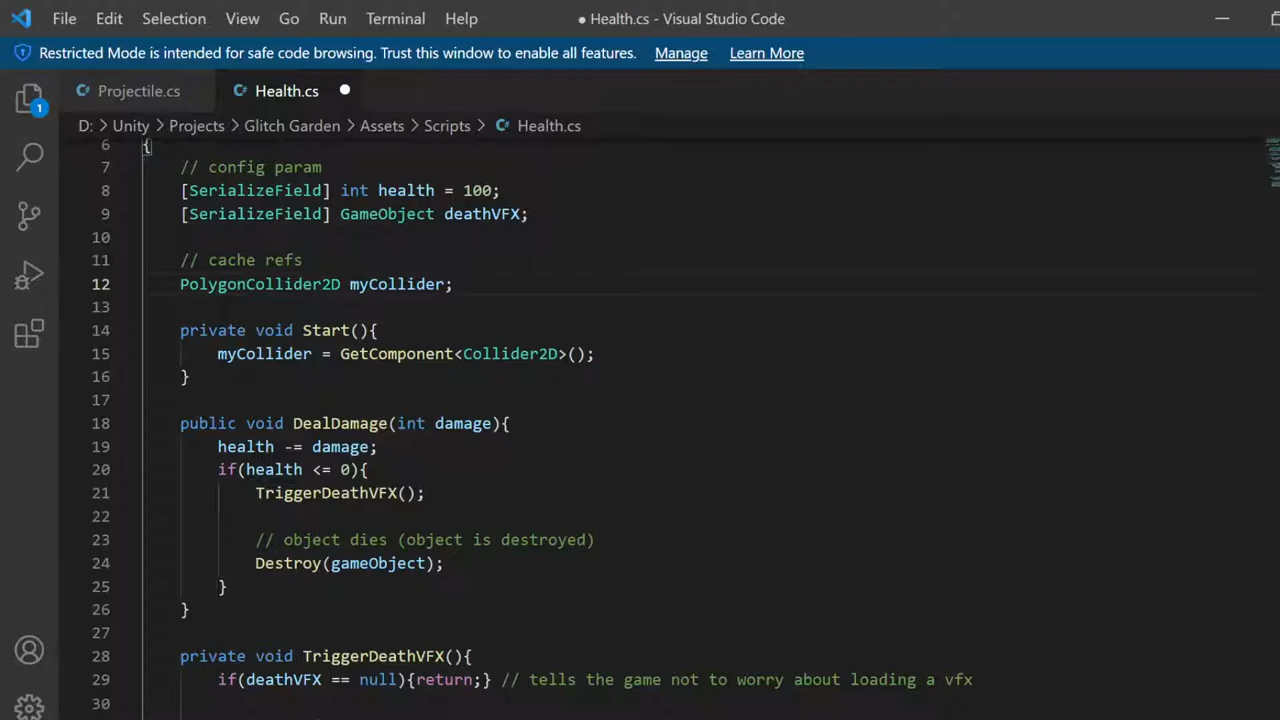 File Edit Selection View Go Run Terminal Help ● Health.cs - Visual Studio Code
Restricted Mode is intended for safe code browsing. Trust this window to enable all features. Manage Learn More
Projectile.cs Health.cs
D: > Unity > Projects > Glitch Garden > Assets > Scripts > Health.cs
1
6 {
7 // config param
8 [SerializeField] int health = 100;
9 [SerializeField] GameObject deathVFX;
10
11 // cache refs
12 PolygonCollider2D myCollider;
13
14 private void Start(){
15 myCollider = GetComponent<Collider2D>();
16 }
17
18 public void DealDamage(int damage){
19 health -= damage;
20 if(health <= 0){
21 TriggerDeathVFX();
22
23 // object dies (object is destroyed)
24 Destroy(gameObject);
25 }
26 }
27
28 private void TriggerDeathVFX(){
29 if(deathVFX == null){return;} // tells the game not to worry about loading a vfx
30